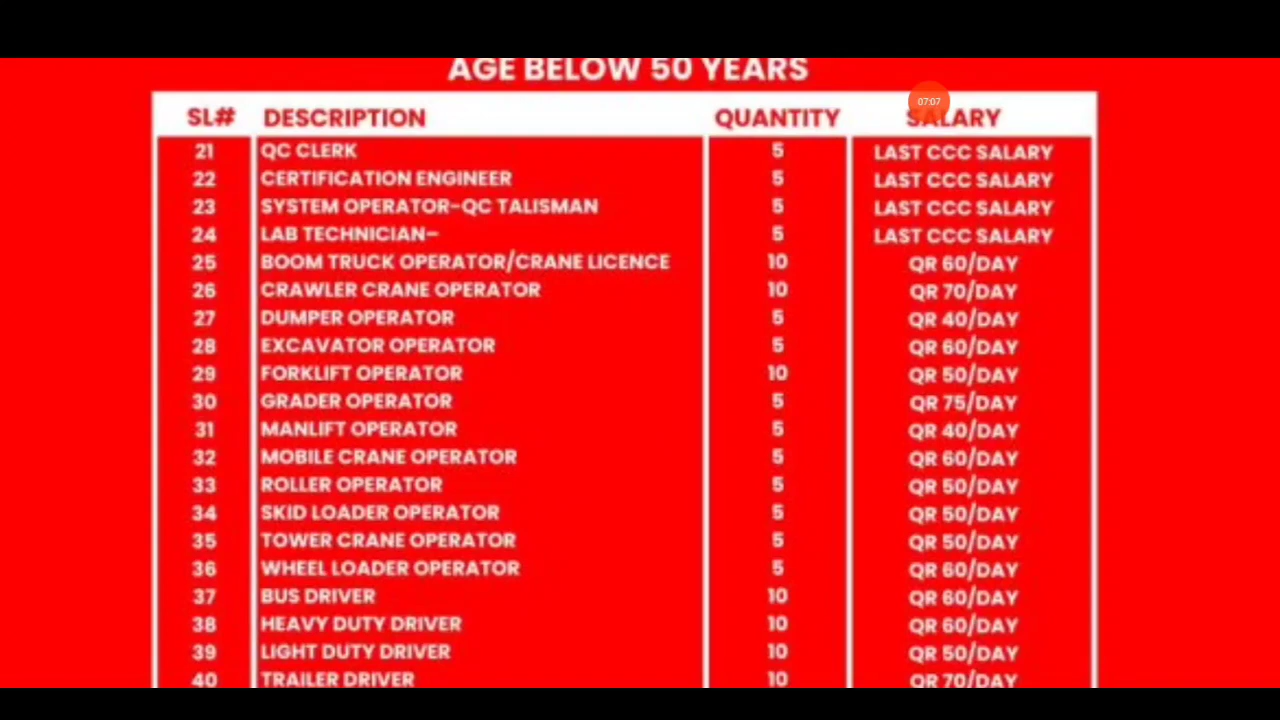 AGE BELOW 50 YEARS
SL# DESCRIPTION QUANTITY SALARY
07:07
21 QC CLERK 5 LAST CCC SALARY
22 CERTIFICATION ENGINEER 5 LAST CCC SALARY
23 SYSTEM OPERATOR-QC TALISMAN 5 LAST CCC SALARY
24 LAB TECHNICIAN- 5 LAST CCC SALARY
25 BOOM TRUCK OPERATOR/CRANE LICENCE 10 QR 60/DAY
26 CRAWLER CRANE OPERATOR 10 QR 70/DAY
27 DUMPER OPERATOR 5 QR 40/DAY
28 EXCAVATOR OPERATOR 5 QR 60/DAY
29 FORKLIFT OPERATOR 10 QR 50/DAY
30 GRADER OPERATOR 5 QR 75/DAY
31 MANLIFT OPERATOR 5 QR 40/DAY
32 MOBILE CRANE OPERATOR 5 QR 60/DAY
33 ROLLER OPERATOR 5 QR 50/DAY
34 SKID LOADER OPERATOR 5 QR 50/DAY
35 TOWER CRANE OPERATOR 5 QR 50/DAY
36 WHEEL LOADER OPERATOR 5 QR 60/DAY
37 BUS DRIVER 10 QR 60/DAY
38 HEAVY DUTY DRIVER 10 QR 60/DAY
39 LIGHT DUTY DRIVER 10 QR 50/DAY
40 TRAILER DRIVER 10 QR 70/DAY